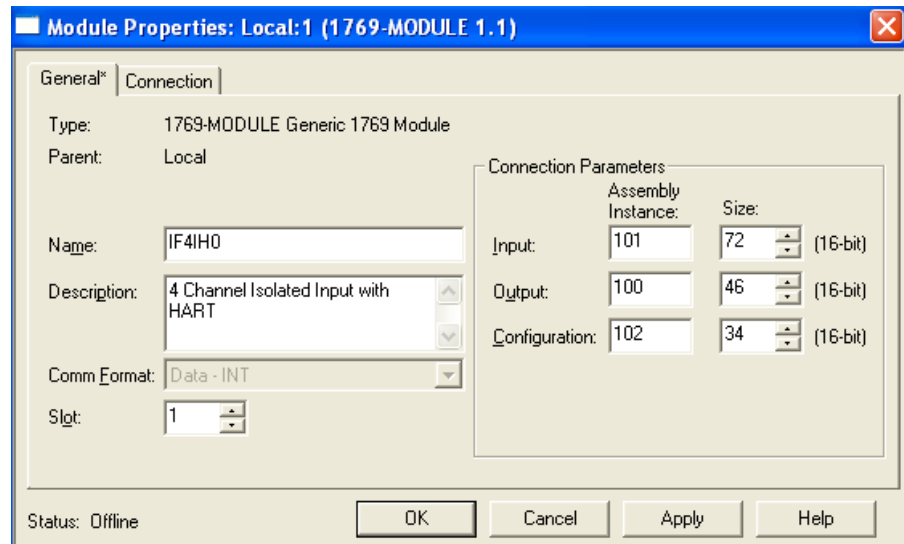 Module Properties: Local:1 (1769-MODULE 1.1)
General* Connection
Type: 1769-MODULE Generic 1769 Module
Parent: Local
Name: IF4IH0
Description: 4 Channel Isolated Input with
HART
Comm Format: Data - INT
Slot: 1
Connection Parameters
Assembly
Instance: Size:
Input: 101 72 (16-bit)
Output: 100 46 (16-bit)
Configuration: 102 34 (16-bit)
Status: Offline
OK Cancel Apply Help